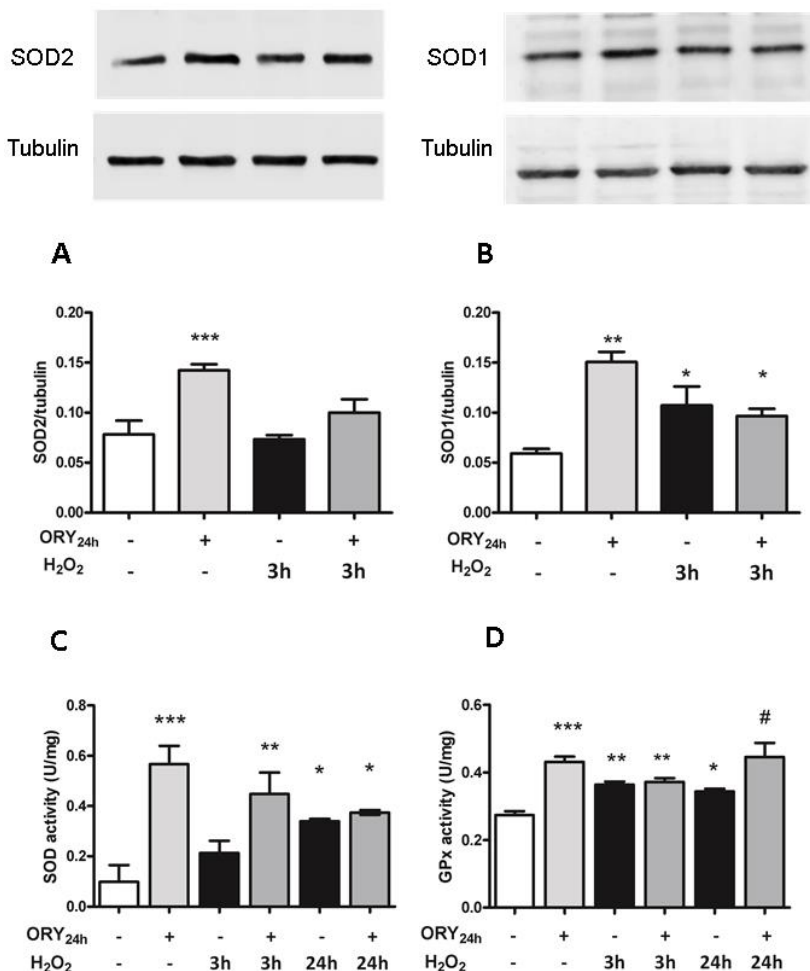 SOD2
SOD1
Tubulin
Tubulin
A
SOD2/tubulin
0.20
0.15
0.10
0.05
0.00
***
ORY24h - + - +
H2O2 - - 3h 3h
B
SOD1/tubulin
0.20
0.15
0.10
0.05
0.00
**
*
*
ORY24h - + - +
H2O2 - - 3h 3h
C
SOD activity (U/mg)
0.8
0.6
0.4
0.2
0.0
***
**
*
*
ORY24h - + - + - +
H2O2 - - 3h 3h 24h 24h
D
GPx activity (U/mg)
0.6
0.4
0.2
0.0
***
**
**
*
#
ORY24h - + - + - +
H2O2 - - 3h 3h 24h 24h